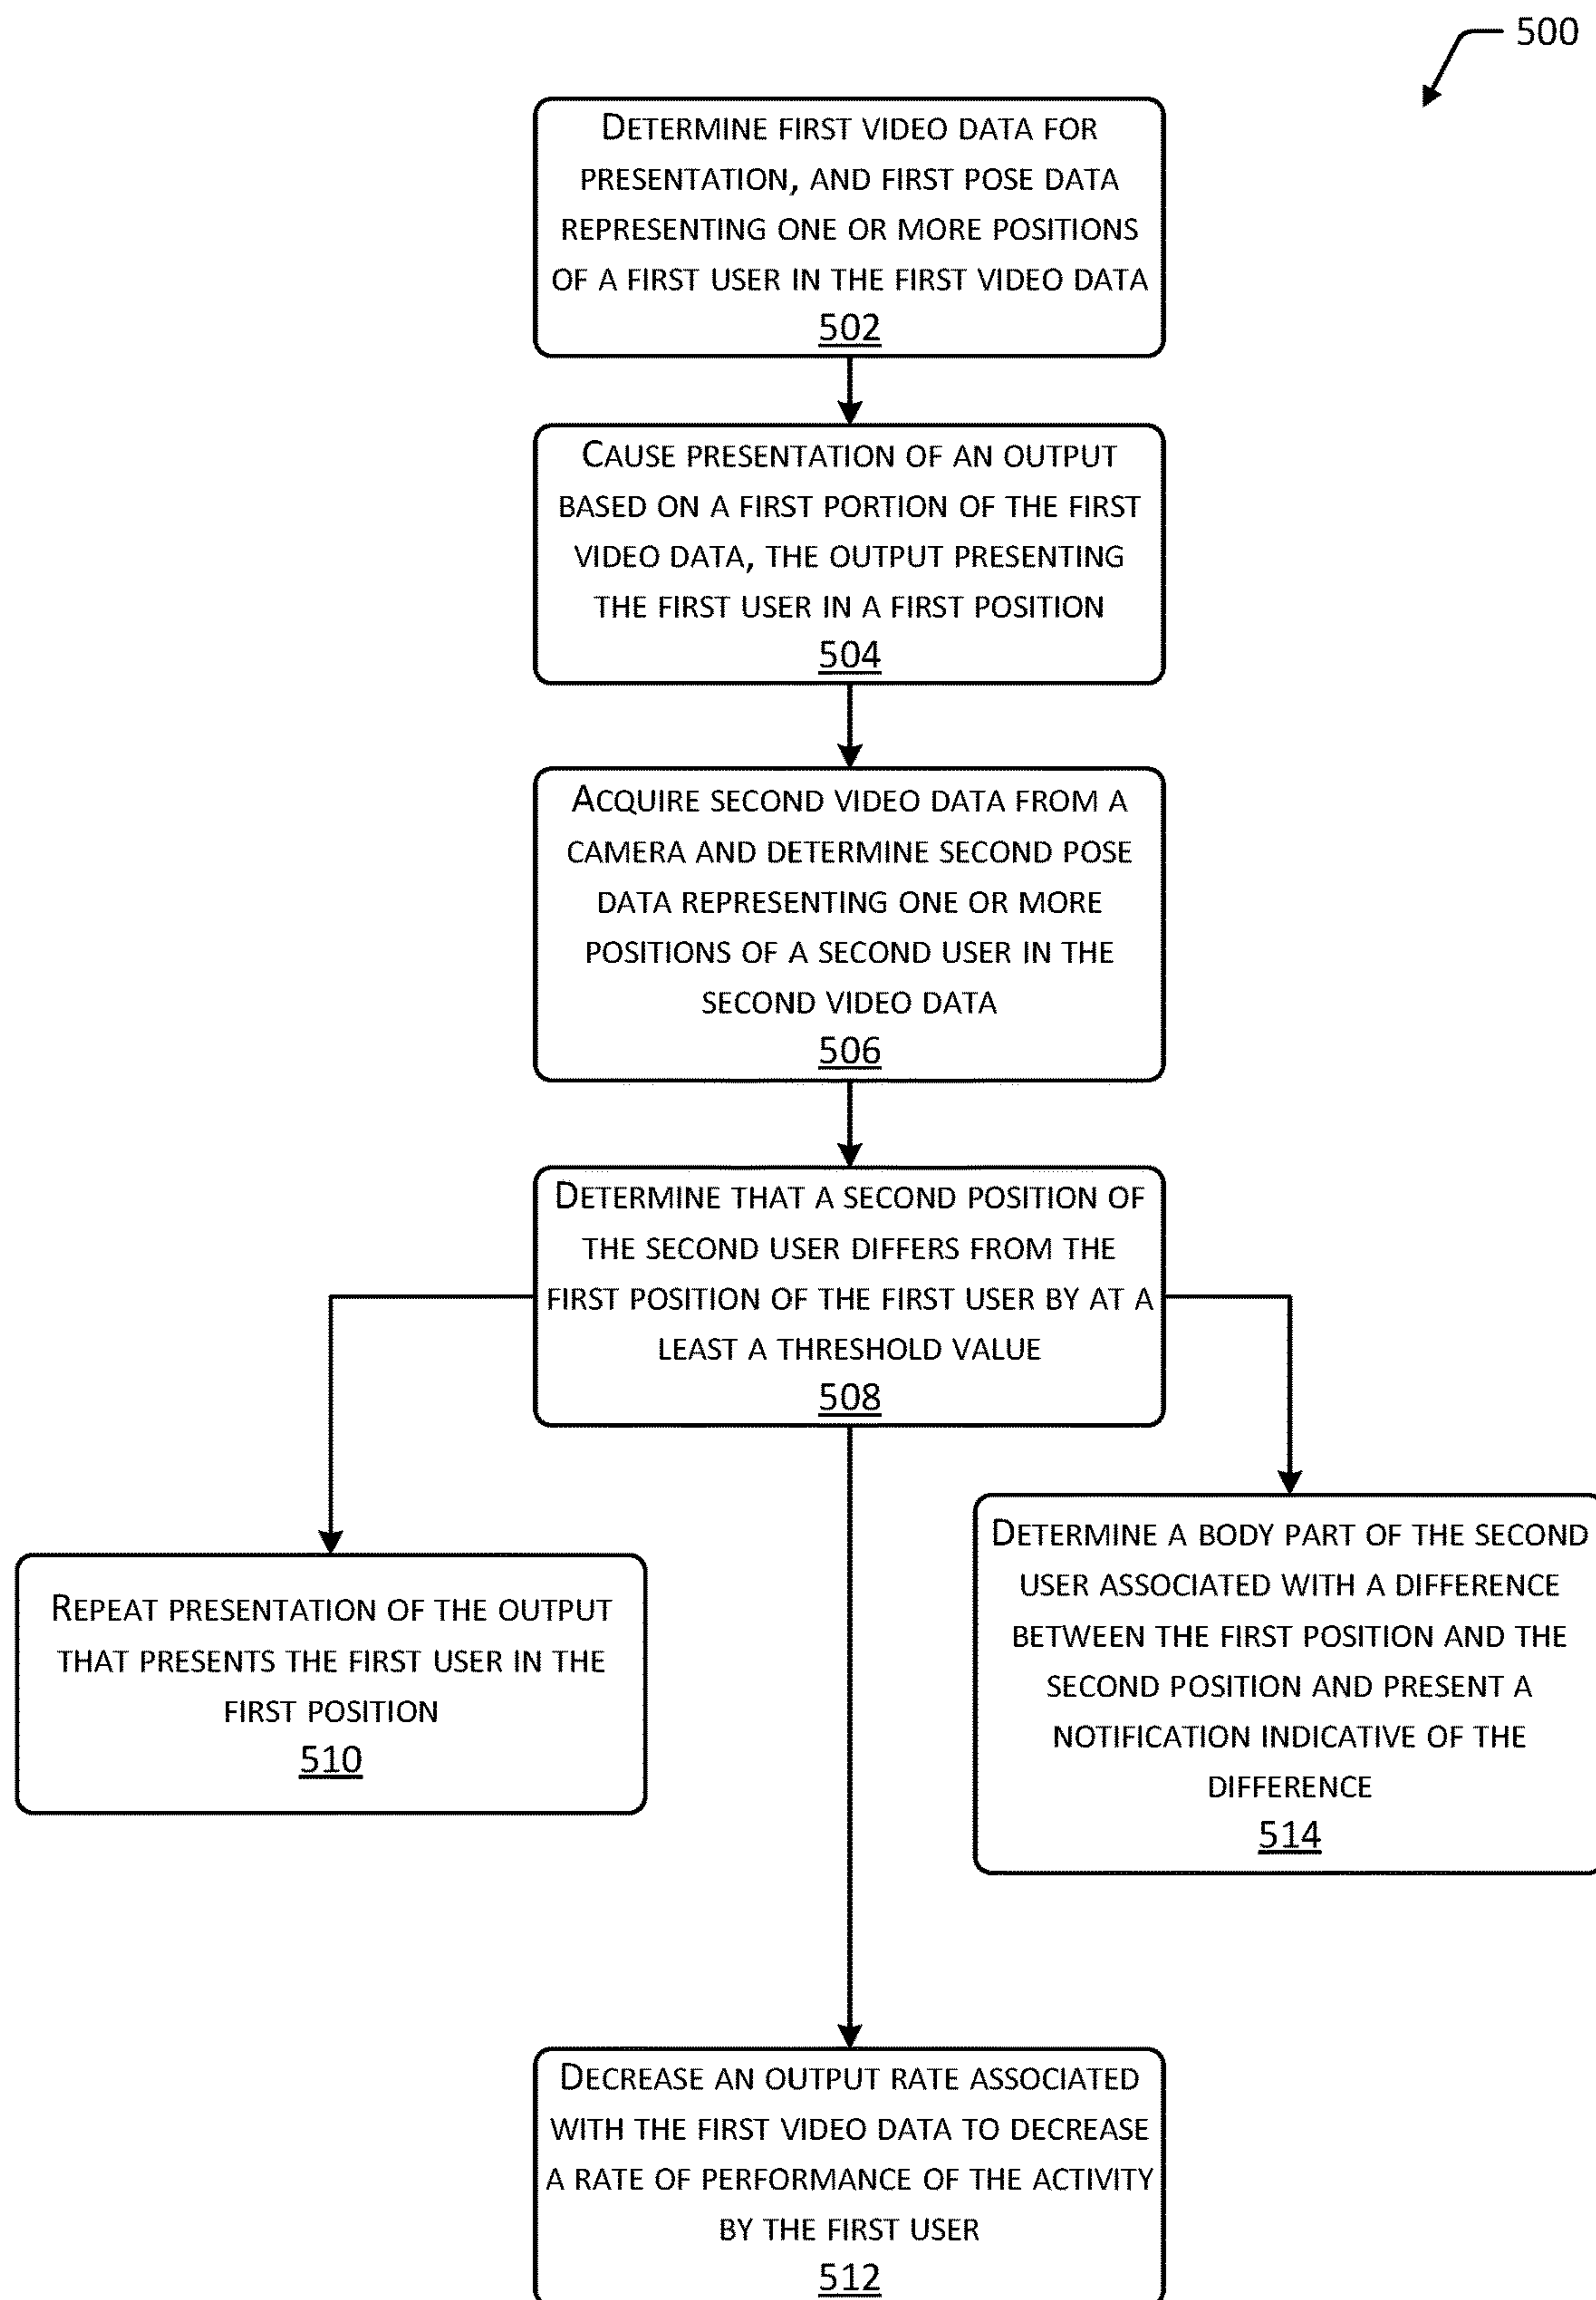 500
DETERMINE FIRST VIDEO DATA FOR
PRESENTATION, AND FIRST POSE DATA
REPRESENTING ONE OR MORE POSITIONS
OF A FIRST USER IN THE FIRST VIDEO DATA
502
CAUSE PRESENTATION OF AN OUTPUT
BASED ON A FIRST PORTION OF THE FIRST
VIDEO DATA, THE OUTPUT PRESENTING
THE FIRST USER IN A FIRST POSITION
504
ACQUIRE SECOND VIDEO DATA FROM A
CAMERA AND DETERMINE SECOND POSE
DATA REPRESENTING ONE OR MORE
POSITIONS OF A SECOND USER IN THE
SECOND VIDEO DATA
506
DETERMINE THAT A SECOND POSITION OF
THE SECOND USER DIFFERS FROM THE
FIRST POSITION OF THE FIRST USER BY AT A
LEAST A THRESHOLD VALUE
508
REPEAT PRESENTATION OF THE OUTPUT
THAT PRESENTS THE FIRST USER IN THE
FIRST POSITION
510
DETERMINE A BODY PART OF THE SECOND
USER ASSOCIATED WITH A DIFFERENCE
BETWEEN THE FIRST POSITION AND THE
SECOND POSITION AND PRESENT A
NOTIFICATION INDICATIVE OF THE
DIFFERENCE
514
DECREASE AN OUTPUT RATE ASSOCIATED
WITH THE FIRST VIDEO DATA TO DECREASE
A RATE OF PERFORMANCE OF THE ACTIVITY
BY THE FIRST USER
512